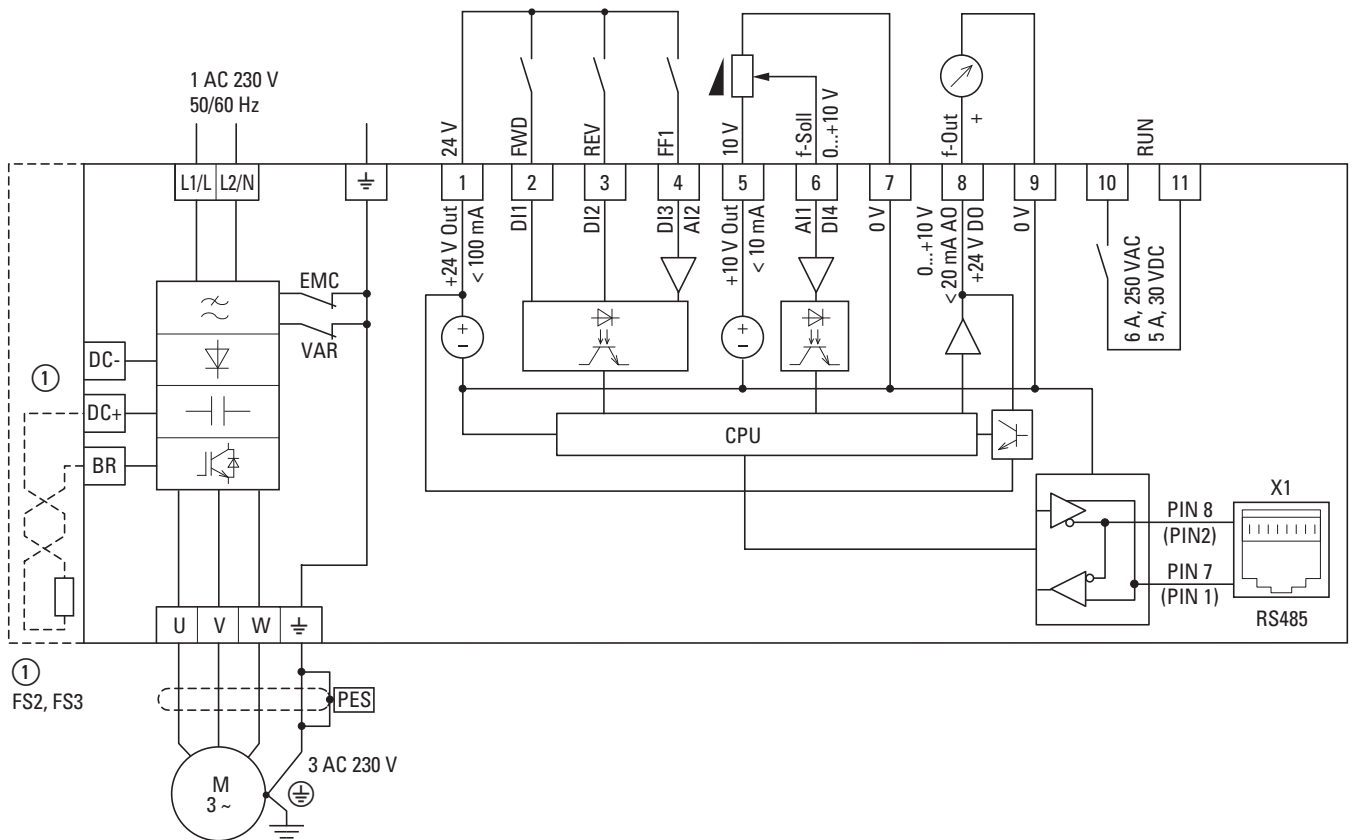 1 AC 230 V
50/60 Hz
24 V
FWD
REV
FF1
10 V
f-Soll
0...+10 V
f-Out
+
RUN
L1/L
L2/N
1
2
3
4
5
6
7
8
9
10
11
+24 V Out
< 100 mA
DI1
DI2
DI3
AI2
+10 V Out
< 10 mA
AI1
DI4
0 V
0...+10 V
< 20 mA AO
+24 V DO
0 V
6 A, 250 VAC
5 A, 30 VDC
EMC
VAR
+
-
+
-
1
DC-
DC+
BR
CPU
X1
PIN 8
(PIN2)
PIN 7
(PIN 1)
RS485
U
V
W
1
FS2, FS3
PES
3 AC 230 V
M
3 ~